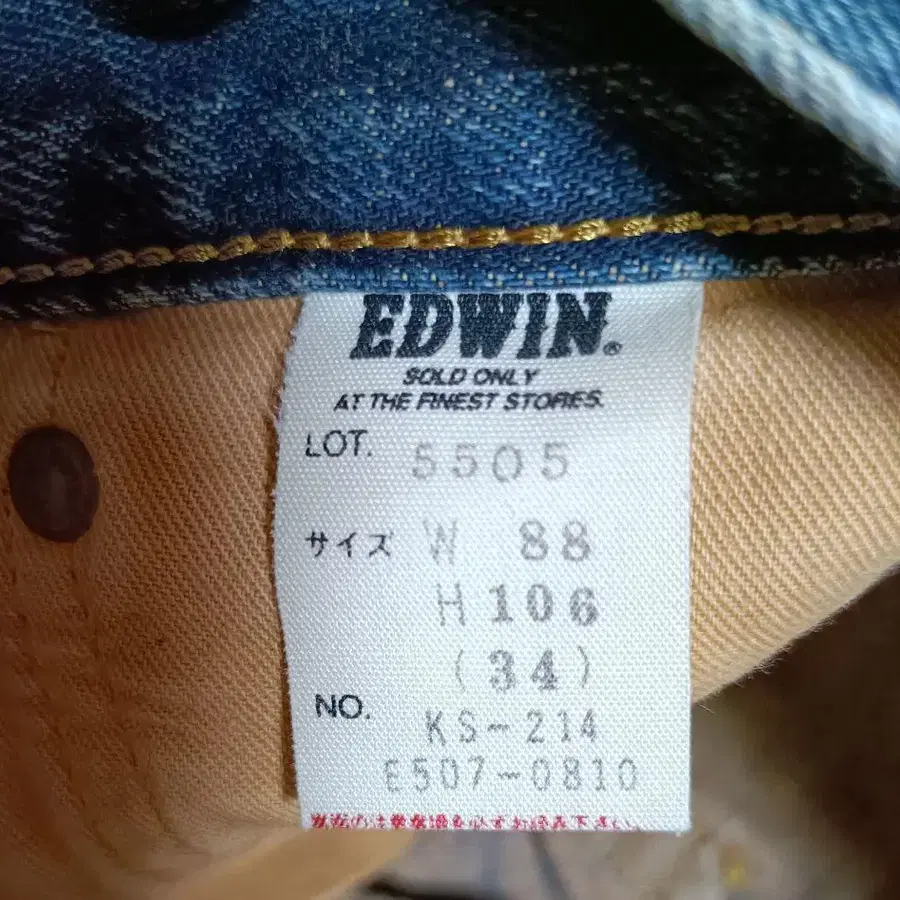 EDWIN®
SOLD ONLY
AT THE FINEST STORES.
LOT. 5505
サイズ W 88
H 106
(34)
NO.
KS-214
E507-0810